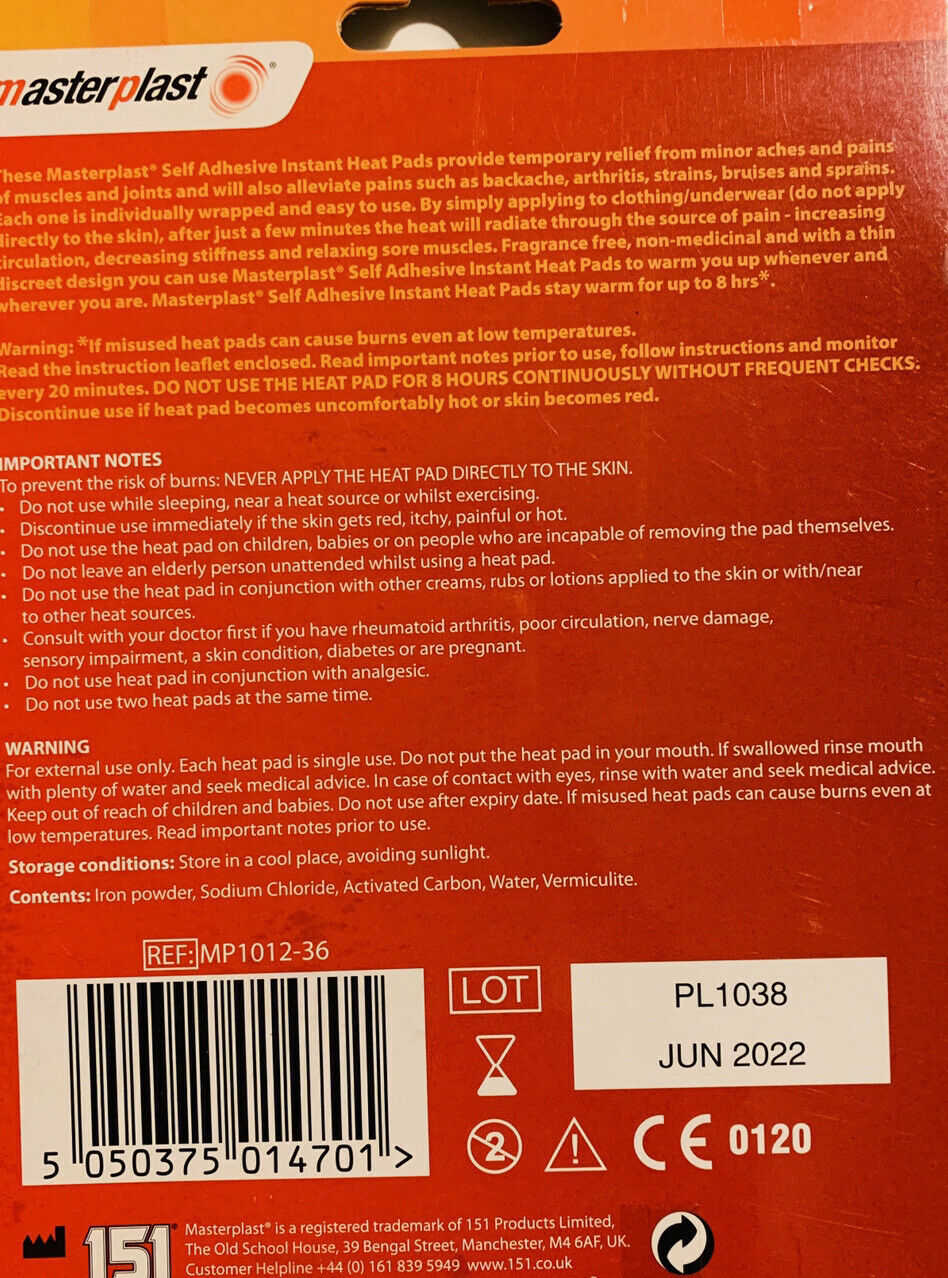 masterplast®
hese Masterplast® Self Adhesive Instant Heat Pads provide temporary relief from minor aches and pains
of muscles and joints and will also alleviate pains such as backache, arthritis, strains, bruises and sprains.
Each one is individually wrapped and easy to use. By simply applying to clothing/underwear (do not apply
directly to the skin), after just a few minutes the heat will radiate through the source of pain - increasing
circulation, decreasing stiffness and relaxing sore muscles. Fragrance free, non-medicinal and with a thin
discreet design you can use Masterplast® Self Adhesive Instant Heat Pads to warm you up whenever and
wherever you are. Masterplast® Self Adhesive Instant Heat Pads stay warm for up to 8 hrs*.
Warning: *If misused heat pads can cause burns even at low temperatures.
Read the instruction leaflet enclosed. Read important notes prior to use, follow instructions and monitor
every 20 minutes. DO NOT USE THE HEAT PAD FOR 8 HOURS CONTINUOUSLY WITHOUT FREQUENT CHECKS.
Discontinue use if heat pad becomes uncomfortably hot or skin becomes red.
IMPORTANT NOTES
To prevent the risk of burns: NEVER APPLY THE HEAT PAD DIRECTLY TO THE SKIN.
• Do not use while sleeping, near a heat source or whilst exercising.
• Discontinue use immediately if the skin gets red, itchy, painful or hot.
• Do not use the heat pad on children, babies or on people who are incapable of removing the pad themselves.
• Do not leave an elderly person unattended whilst using a heat pad.
• Do not use the heat pad in conjunction with other creams, rubs or lotions applied to the skin or with/near
to other heat sources.
• Consult with your doctor first if you have rheumatoid arthritis, poor circulation, nerve damage,
sensory impairment, a skin condition, diabetes or are pregnant.
• Do not use heat pad in conjunction with analgesic.
• Do not use two heat pads at the same time.
WARNING
For external use only. Each heat pad is single use. Do not put the heat pad in your mouth. If swallowed rinse mouth
with plenty of water and seek medical advice. In case of contact with eyes, rinse with water and seek medical advice.
Keep out of reach of children and babies. Do not use after expiry date. If misused heat pads can cause burns even at
low temperatures. Read important notes prior to use.
Storage conditions: Store in a cool place, avoiding sunlight.
Contents: Iron powder, Sodium Chloride, Activated Carbon, Water, Vermiculite.
REF: MP1012-36
LOT
PL1038
JUN 2022
5 050375 014701 >
2
CE 0120
151®
Masterplast® is a registered trademark of 151 Products Limited,
The Old School House, 39 Bengal Street, Manchester, M4 6AF, UK.
Customer Helpline +44 (0) 161 839 5949 www.151.co.uk